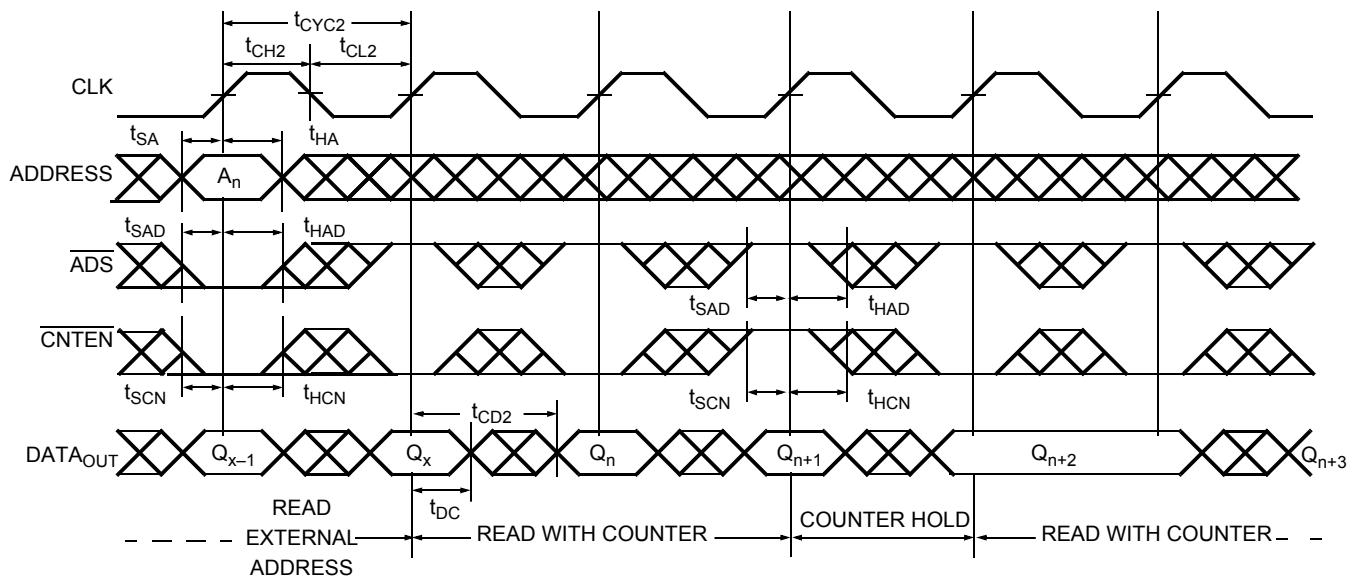 tCYC2
tCH2 tCL2
CLK
tSA tHA
ADDRESS An
tSAD tHAD
ADS
tSAD tHAD
CNTEN
tSCN tHCN tSCN tHCN
tCD2
DATAOUT Qx–1 Qx Qn Qn+1 Qn+2 Qn+3
tDC
READ
EXTERNAL
ADDRESS
READ WITH COUNTER
COUNTER HOLD
READ WITH COUNTER